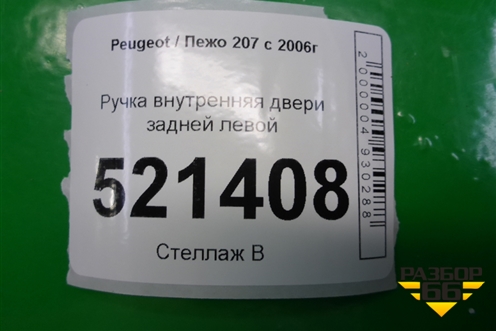 Peugeot / Пежо 207 с 2006г
Ручка внутренняя двери
задней левой
521408
Стеллаж В
2000004930288
РАЗБОР
66